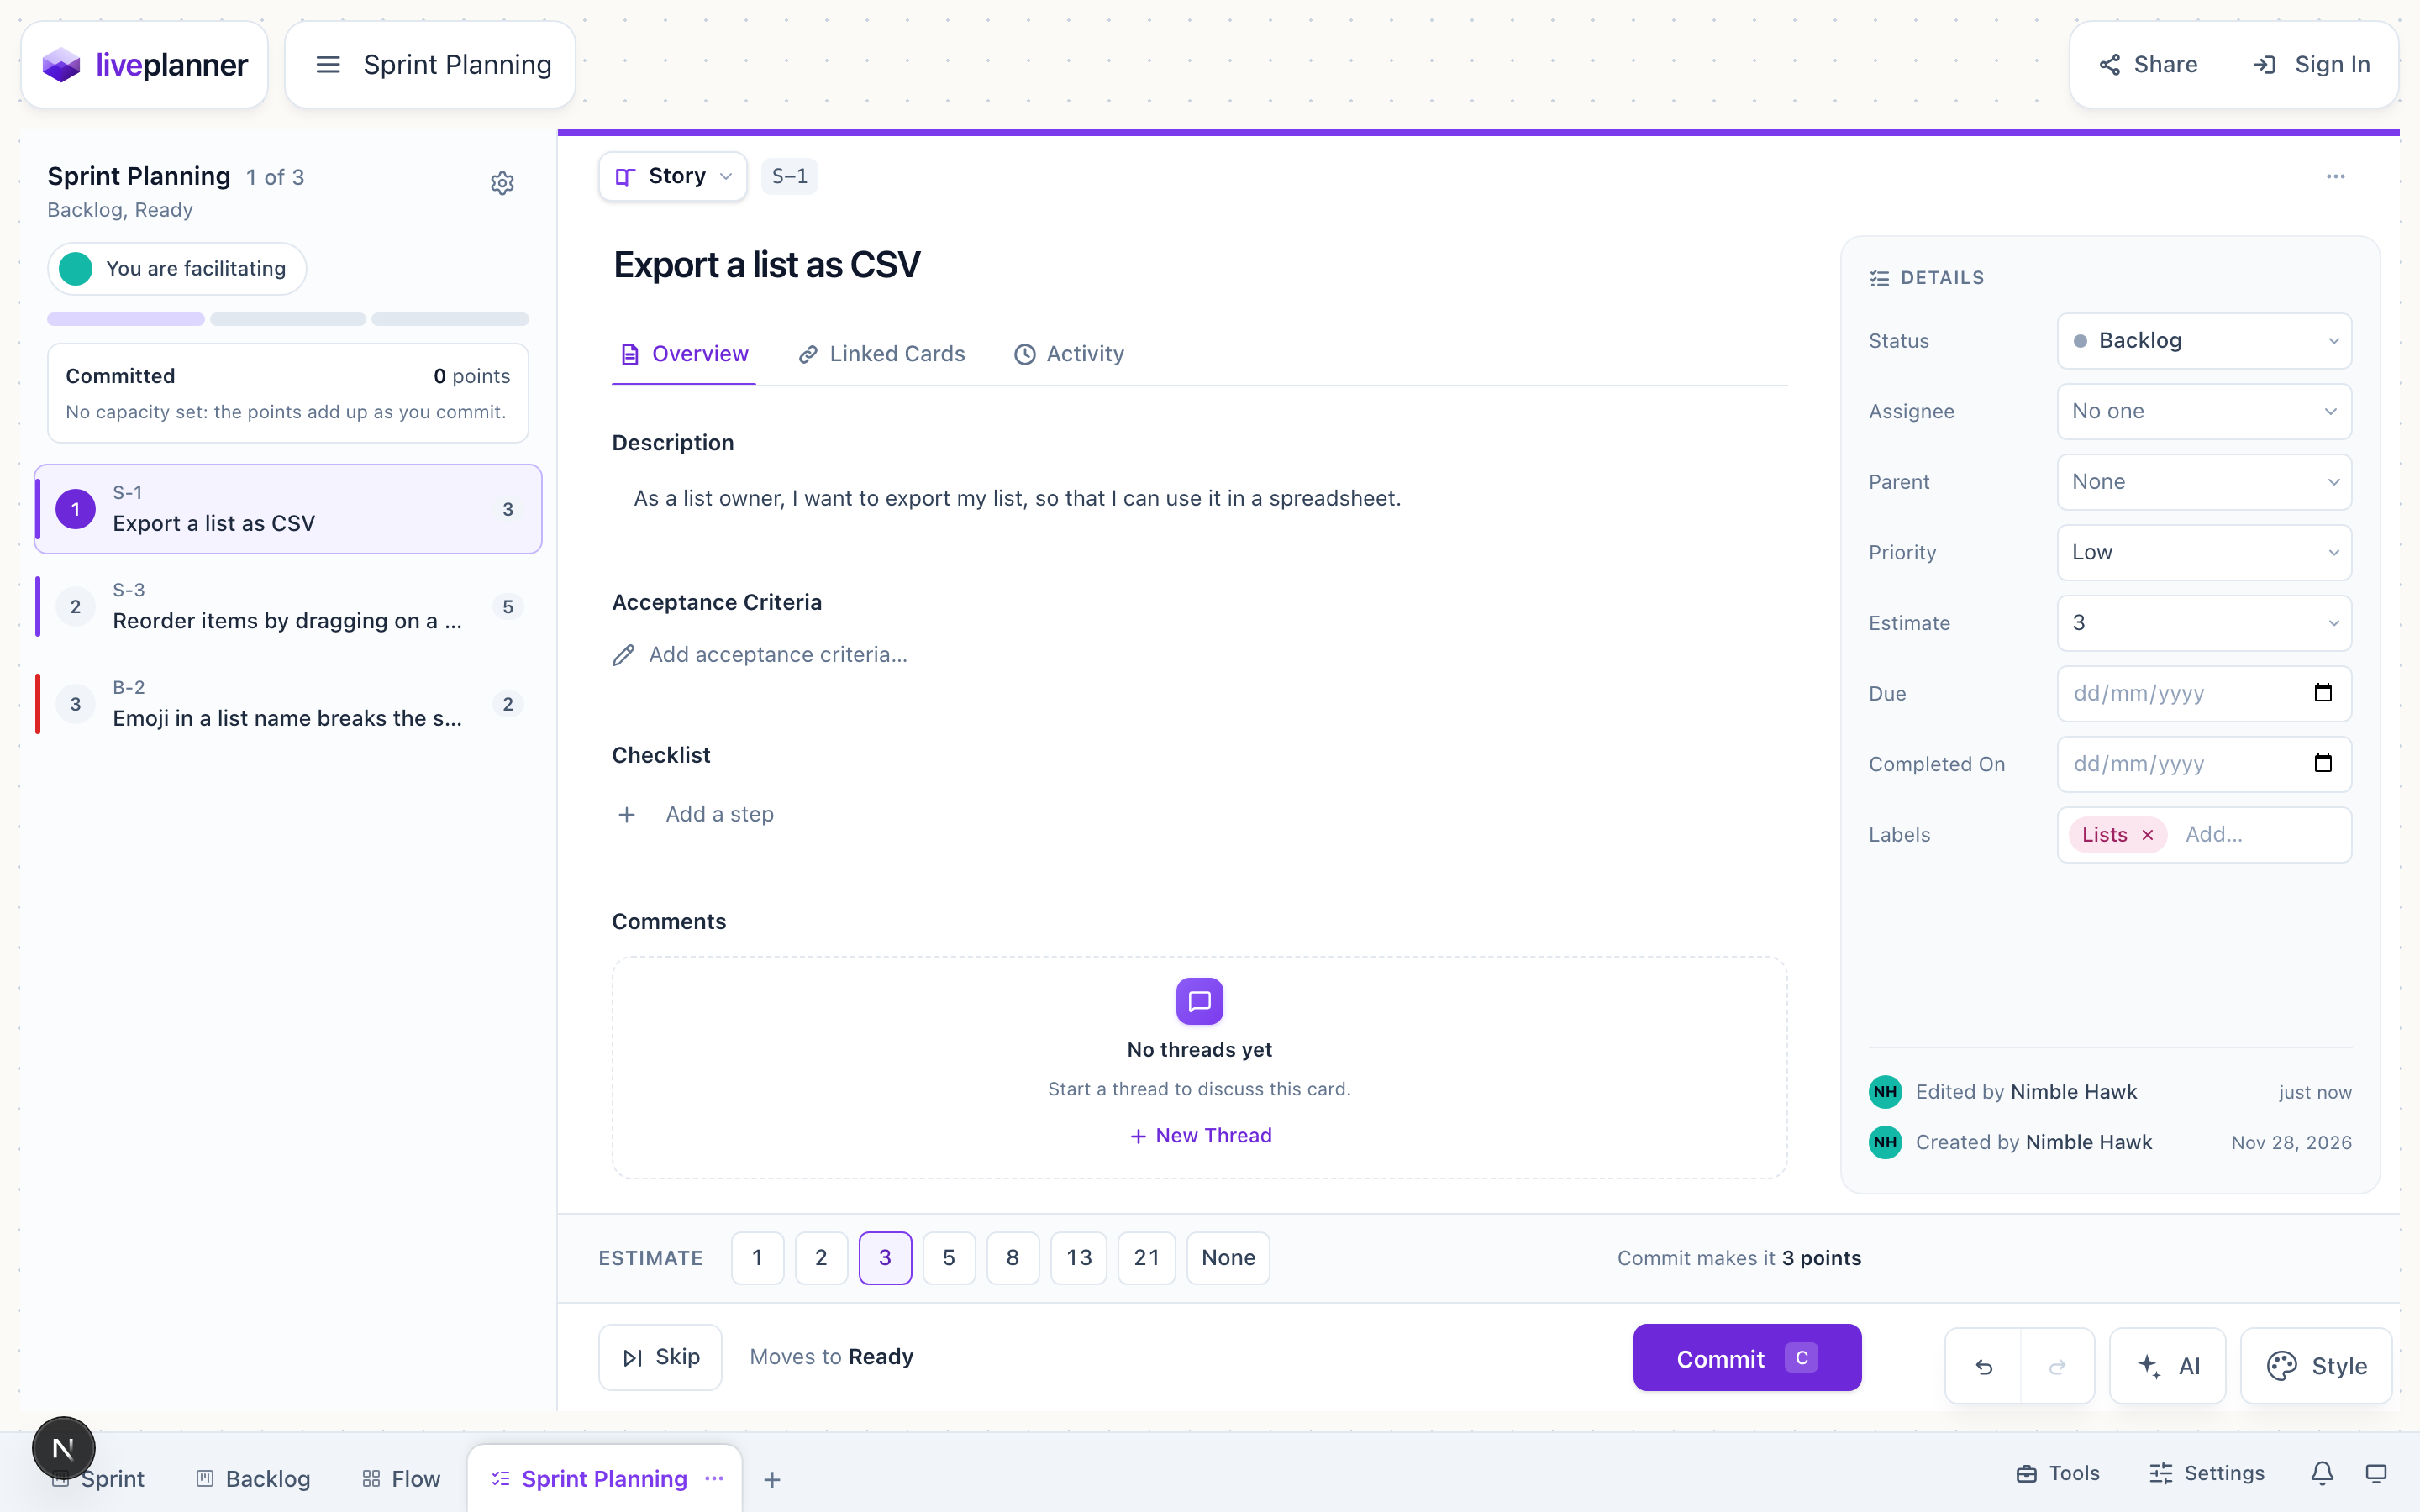 liveplanner
Sprint Planning
Share
Sign In
Sprint Planning 1 of 3
Backlog, Ready
You are facilitating
Committed 0 points
No capacity set: the points add up as you commit.
1 S-1
Export a list as CSV 3
2 S-3
Reorder items by dragging on a ... 5
3 B-2
Emoji in a list name breaks the s... 2
Story S-1
Export a list as CSV
Overview Linked Cards Activity
Description
As a list owner, I want to export my list, so that I can use it in a spreadsheet.
Acceptance Criteria
Add acceptance criteria...
Checklist
Add a step
Comments
No threads yet
Start a thread to discuss this card.
New Thread
DETAILS
Status Backlog
Assignee No one
Parent None
Priority Low
Estimate 3
Due dd/mm/yyyy
Completed On dd/mm/yyyy
Labels Lists × Add...
NH Edited by Nimble Hawk just now
NH Created by Nimble Hawk Nov 28, 2026
ESTIMATE 1 2 3 5 8 13 21 None
Commit makes it 3 points
Skip Moves to Ready
Commit C
AI
Style
N
Sprint
Backlog
Flow
Sprint Planning
Tools
Settings